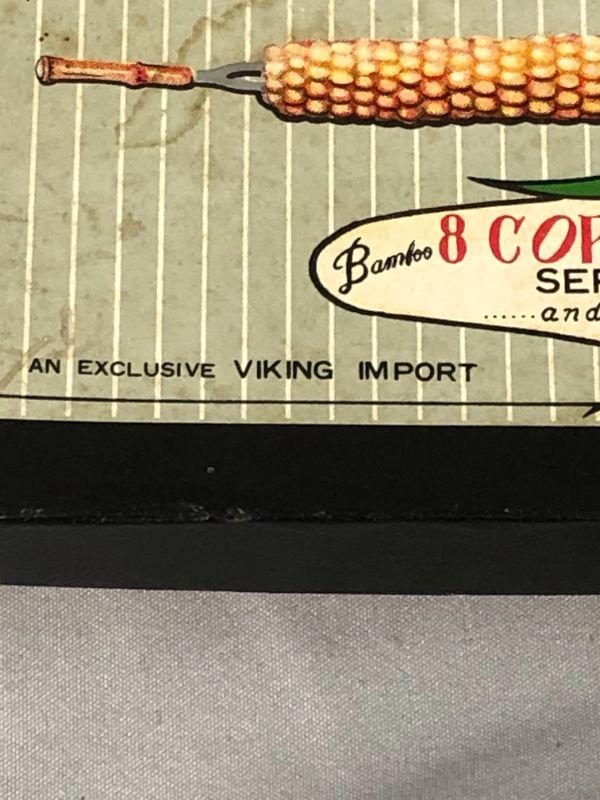 Bamboo 8 CO
SE
......and
AN EXCLUSIVE VIKING IMPORT